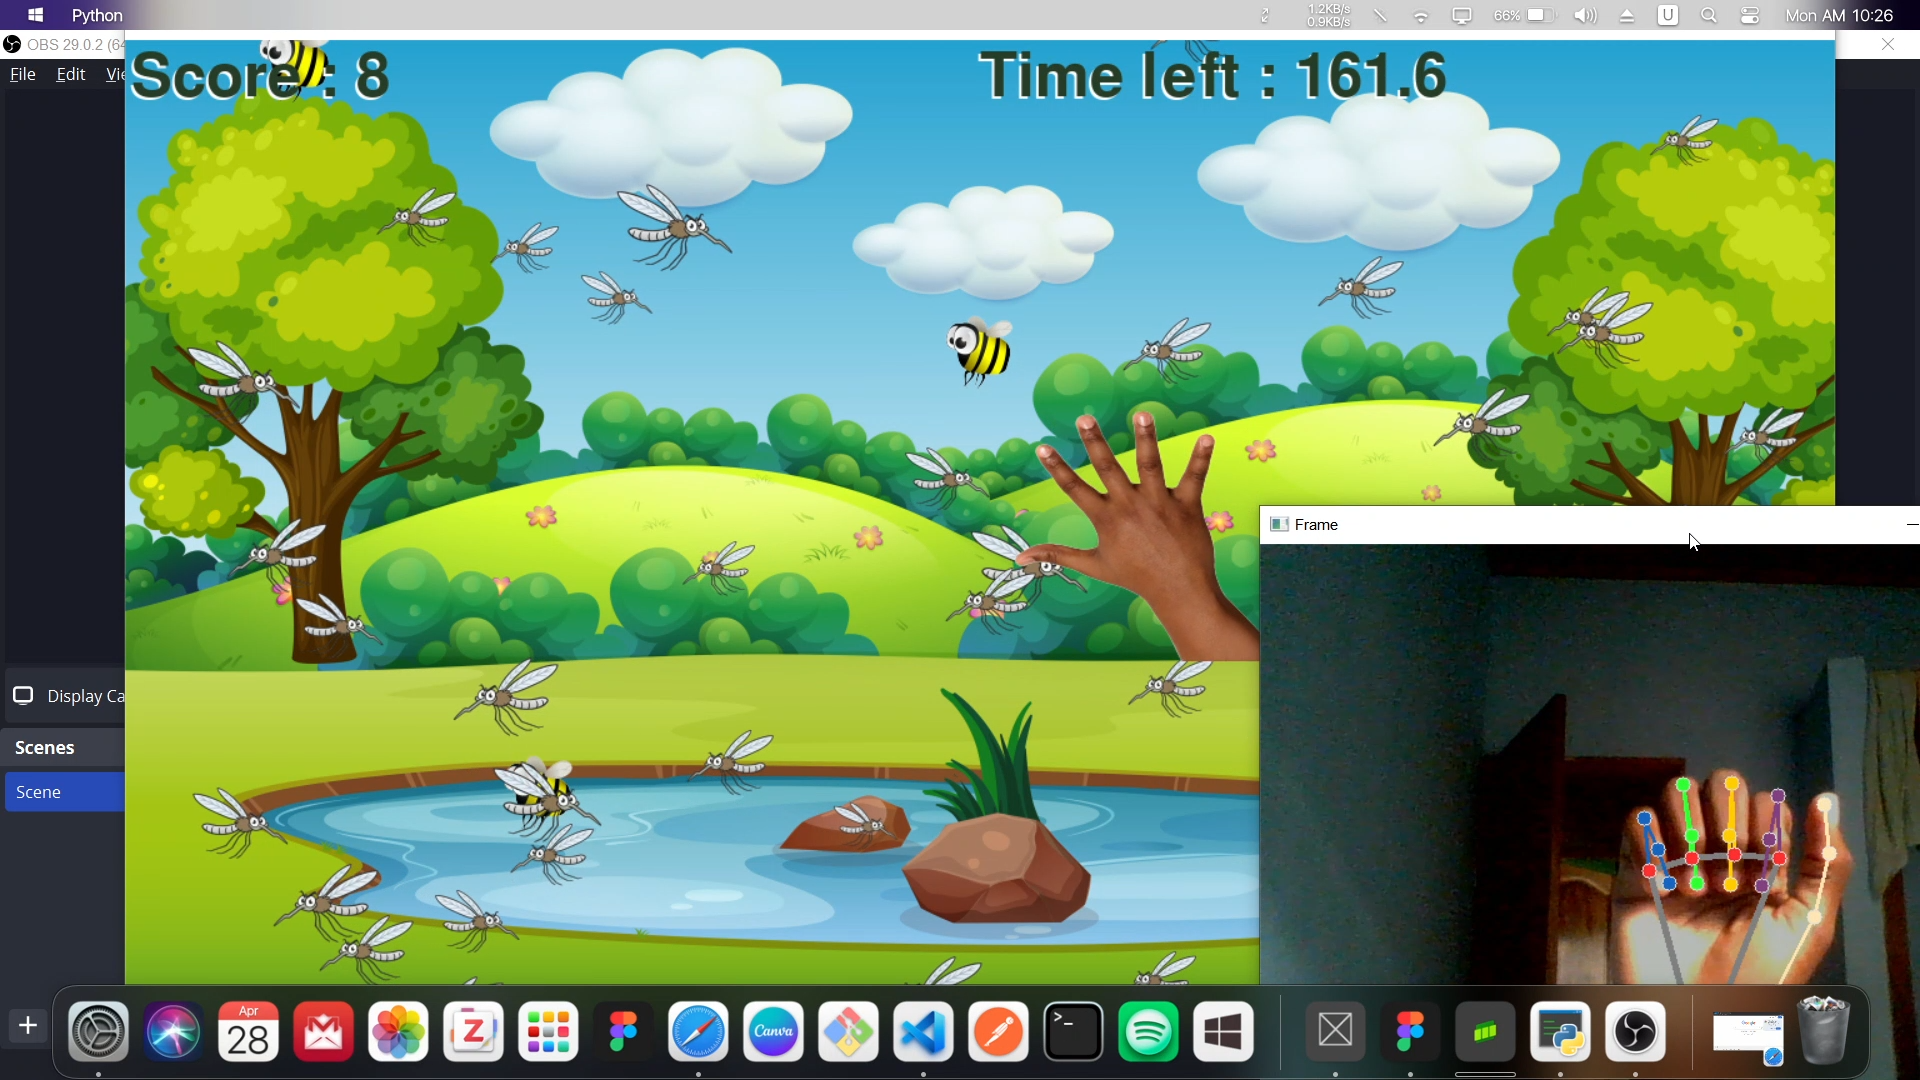 Python
1.2KB/s
0.9KB/s
66%
U
Mon AM 10:26
OBS 29.0.2 (64
File Edit Vie
Score : 8
Time left : 161.6
Frame
Display Ca
Scenes
Scene
Apr
28
Z
Canva
>_